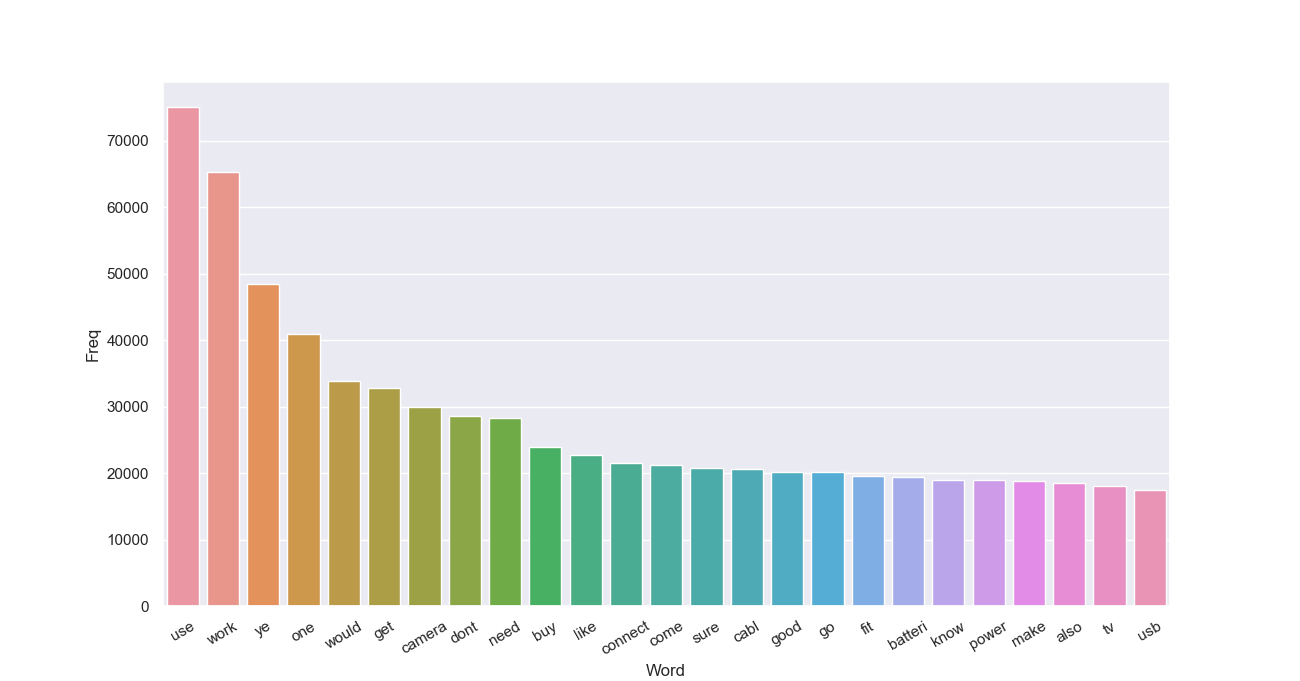 70000
60000
50000
40000
30000
20000
10000
0
Freq
use work ye one would get camera dont need buy like connect come sure cabl good go fit batteri know power make also tv usb
Word